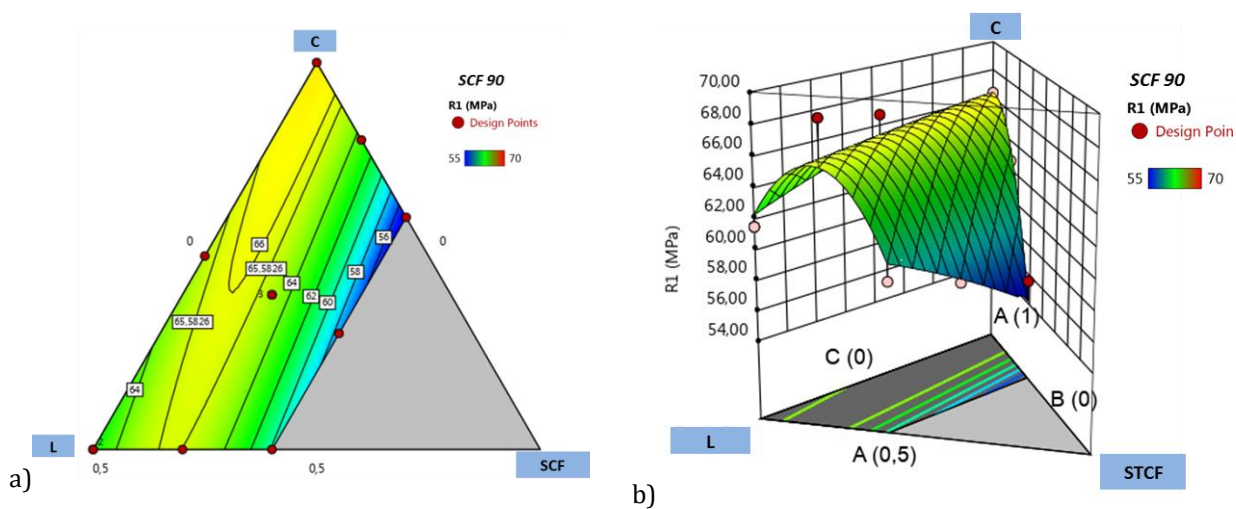 C
SCF 90
R1 (MPa)
Design Points
55 70
0
0
56
66
65,5826
58
64
3
62
60
65,5826
64
2
L
0,5
0,5
SCF
a)
C
SCF 90
R1 (MPa)
Design Poin
55 70
70,00
68,00
66,00
64,00
62,00
60,00
58,00
56,00
54,00
R1 (MPa)
A (1)
C (0)
B (0)
L
A (0,5)
STCF
b)